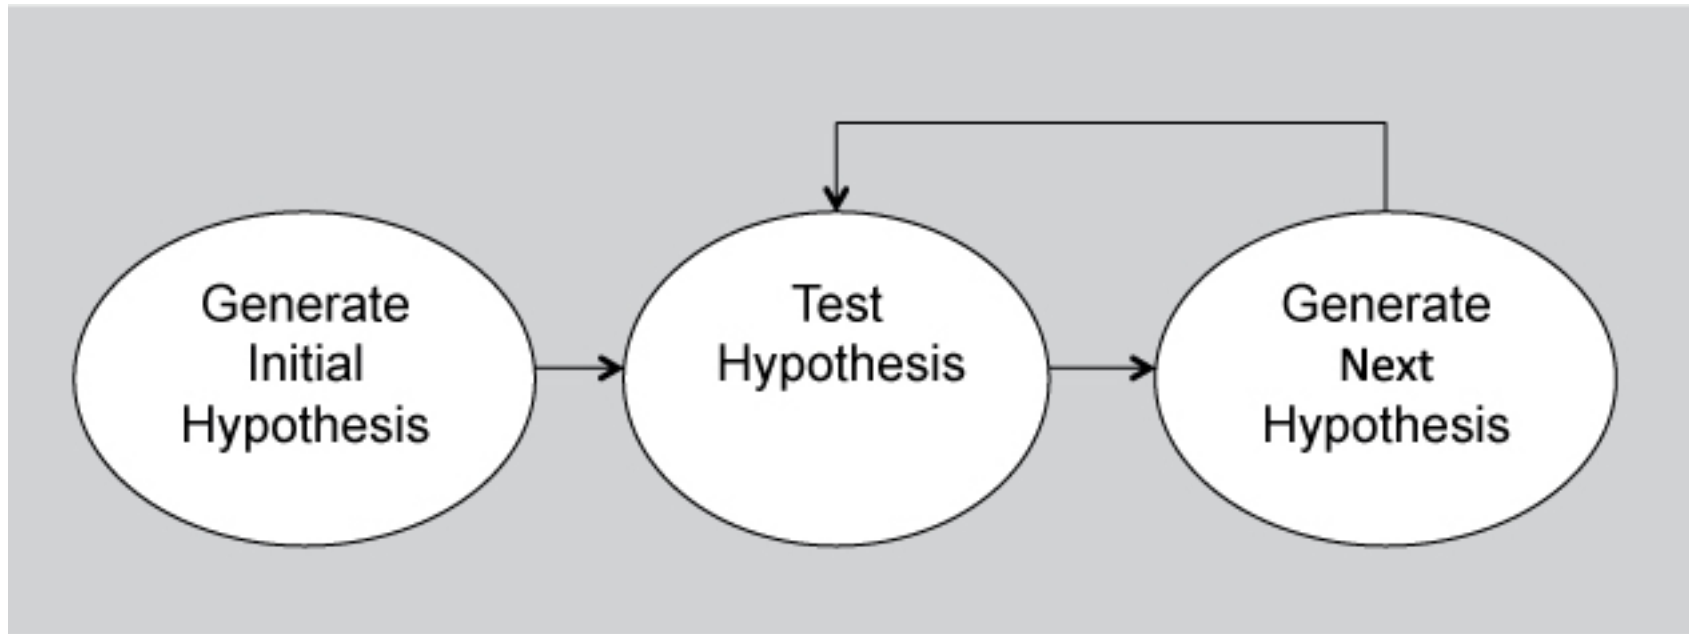 Generate
Initial
Hypothesis
Test
Hypothesis
Generate
Next
Hypothesis